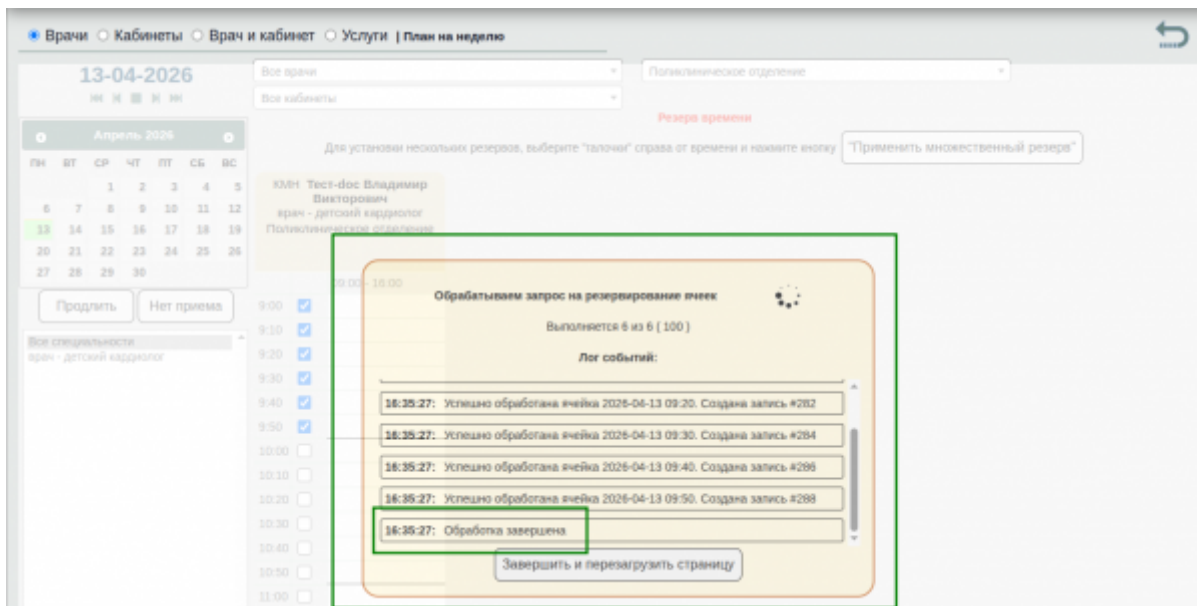 Врачи Кабинеты Врач и кабинет Услуги | План на неделю
13-04-2026
Все врачи
Поликлиническое отделение
Все кабинеты
Резерв времени
Для установки нескольких резервов, выберите "галочки" справа от времени и нажмите кнопку "Применить множественный резерв"
Апрель 2026
ПН ВТ СР ЧТ ПТ СБ ВС
1 2 3 4 5
6 7 8 9 10 11 12
13 14 15 16 17 18 19
20 21 22 23 24 25 26
27 28 29 30
Продлить Нет приема
Все специальности
врач - детский кардиолог
КМН Тест-doc Владимир
Викторович
врач - детский кардиолог
Поликлиническое отделение
09:00 - 16:00
9:00
9:10
9:20
9:30
9:40
9:50
10:00
10:10
10:20
10:30
10:40
10:50
11:00
Обрабатываем запрос на резервирование ячеек
Выполняется 6 из 6 ( 100 )
Лог событий:
16:35:27: Успешно обработана ячейка 2026-04-13 09:20. Создана запись #282
16:35:27: Успешно обработана ячейка 2026-04-13 09:30. Создана запись #284
16:35:27: Успешно обработана ячейка 2026-04-13 09:40. Создана запись #286
16:35:27: Успешно обработана ячейка 2026-04-13 09:50. Создана запись #288
16:35:27: Обработка завершена
Завершить и перезагрузить страницу